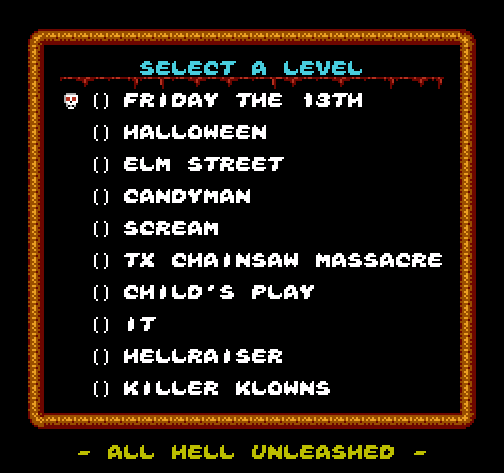 SELECT A LEVEL
() FRIDAY THE 13TH
() HALLOWEEN
() ELM STREET
() CANDYMAN
() SCREAM
() TX CHAINSAW MASSACRE
() CHILD'S PLAY
() IT
() HELLRAISER
() KILLER KLOWNS
- ALL HELL UNLEASHED -